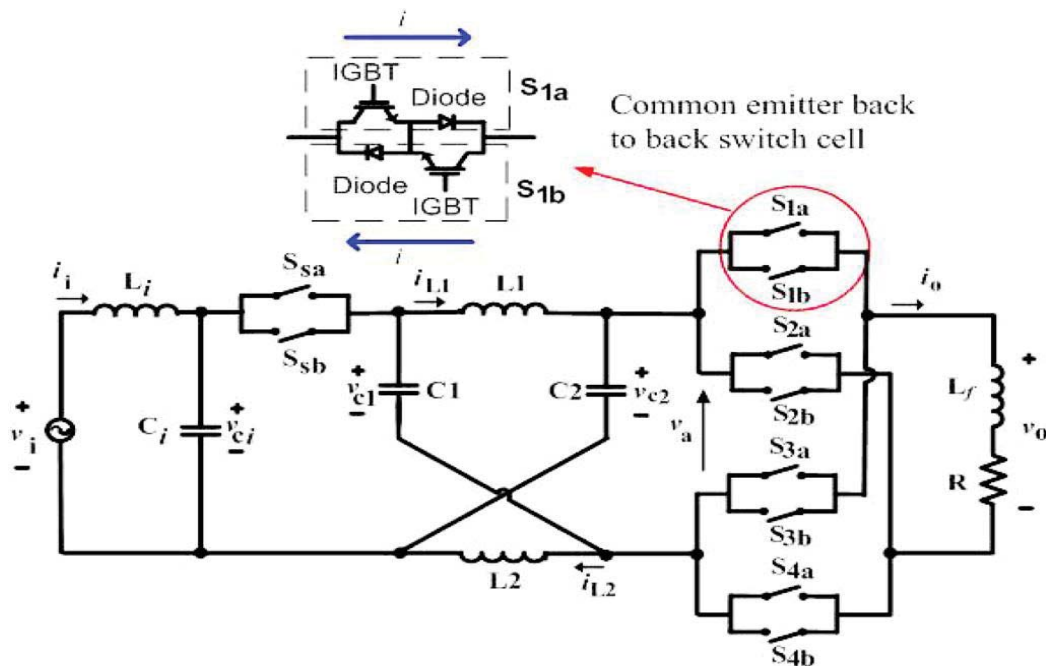 i
IGBT
S1a
Diode
Diode
S1b
IGBT
i
Common emitter back
to back switch cell
S1a
S1b
ii
Li
Ssa
Ssb
iL1
L1
io
S2a
S2b
+
vi
-
Ci
+
vci
-
+
vc1
-
C1
C2
+
vc2
-
va
Lf
R
+
vo
-
S3a
S3b
L2
iL2
S4a
S4b